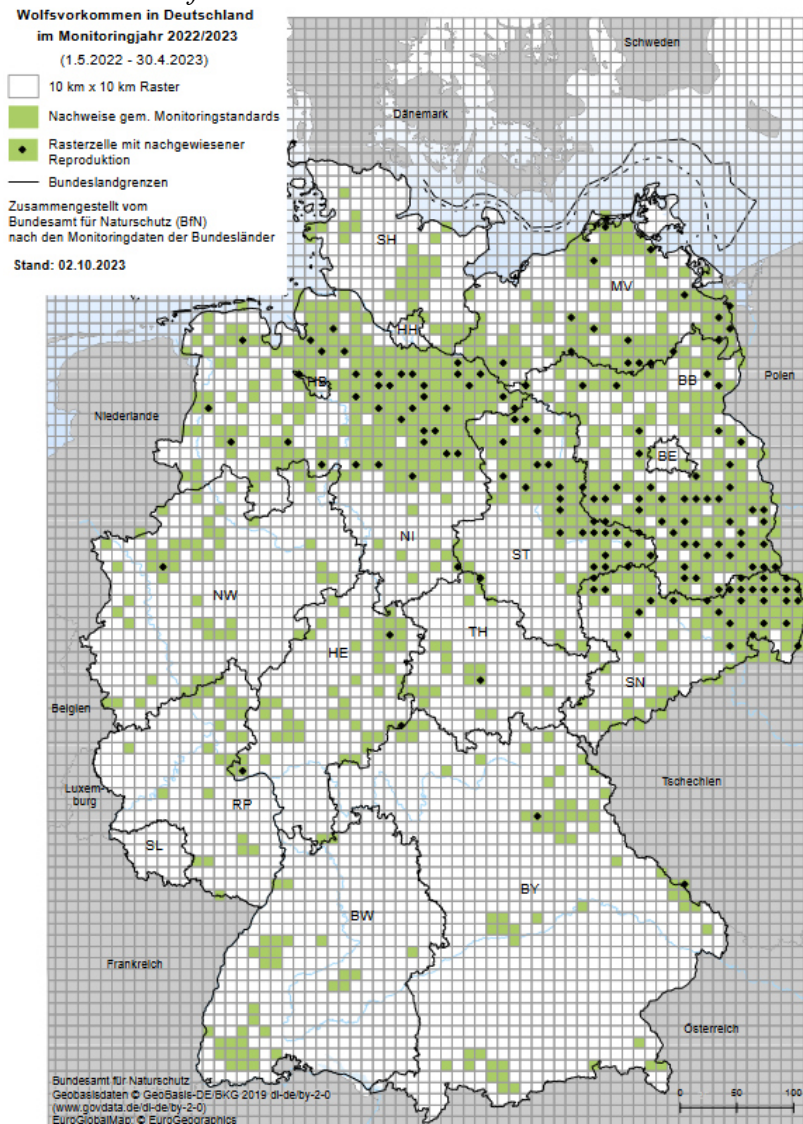 Wolfsvorkommen in Deutschland
im Monitoringjahr 2022/2023
(1.5.2022 - 30.4.2023)
10 km x 10 km Raster
Nachweise gem. Monitoringstandards
Rasterzelle mit nachgewiesener
Reproduktion
Bundeslandgrenzen
Zusammengestellt vom
Bundesamt für Naturschutz (BfN)
nach den Monitoringdaten der Bundesländer
Stand: 02.10.2023
Schweden
Dänemark
SH
MV
HH
HB
BB
Polen
Niederlande
BE
NI
ST
NW
TH
HE
SN
Belgien
Tschechien
Luxem-
burg
RP
SL
BY
BW
Frankreich
Österreich
Bundesamt für Naturschutz
Geobasisdaten © GeoBasis-DE/BKG 2019 dl-de/by-2-0
(www.govdata.de/dl-de/by-2-0)
EuroGlobalMap: © EuroGeographics
0 50 100